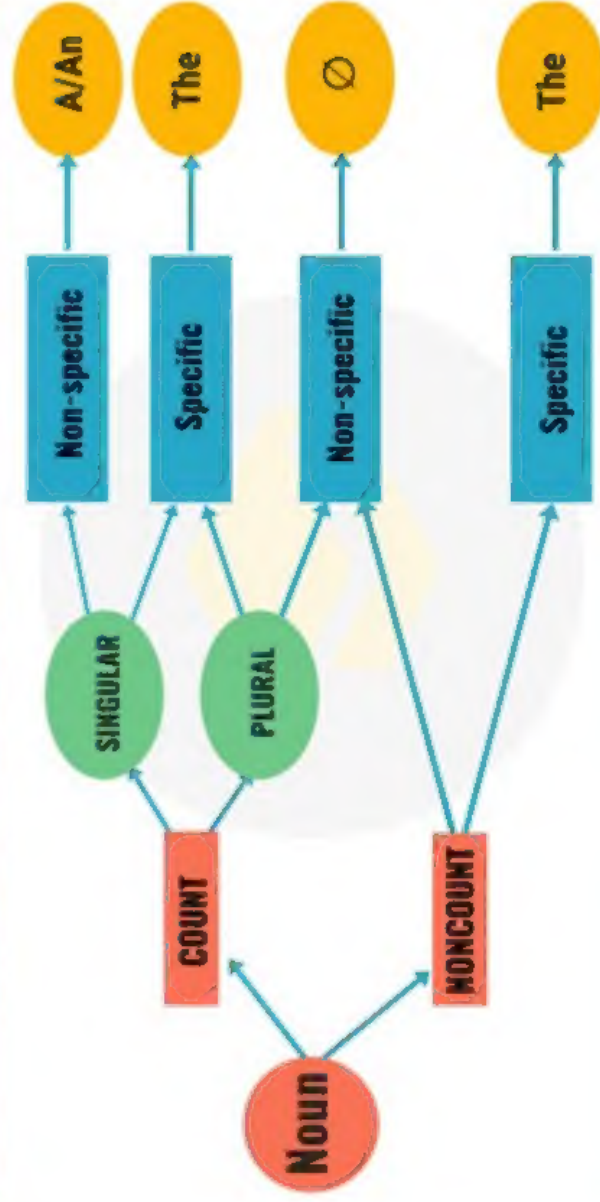 Noun
COUNT
NONCOUNT
SINGULAR
PLURAL
Non-specific
Specific
Non-specific
Specific
A/An
The
Ø
The